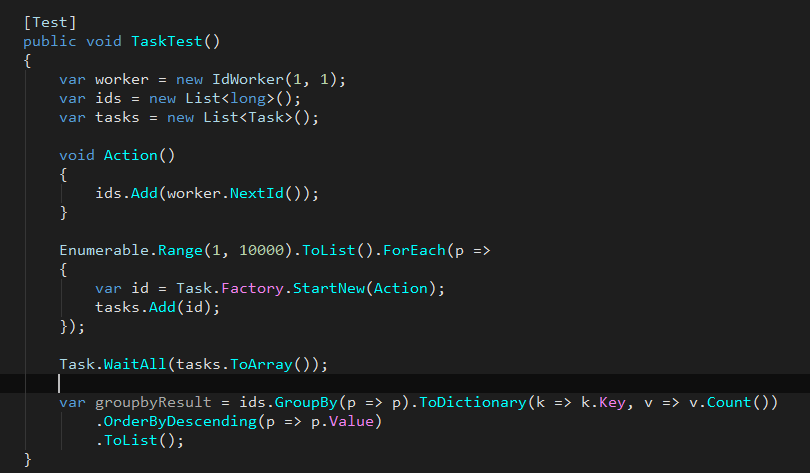 [Test]
public void TaskTest()
{
var worker = new IdWorker(1, 1);
var ids = new List<long>();
var tasks = new List<Task>();
void Action()
{
ids.Add(worker.NextId());
}
Enumerable.Range(1, 10000).ToList().ForEach(p =>
{
var id = Task.Factory.StartNew(Action);
tasks.Add(id);
});
Task.WaitAll(tasks.ToArray());
var groupbyResult = ids.GroupBy(p => p).ToDictionary(k => k.Key, v => v.Count())
.OrderByDescending(p => p.Value)
.ToList();
}